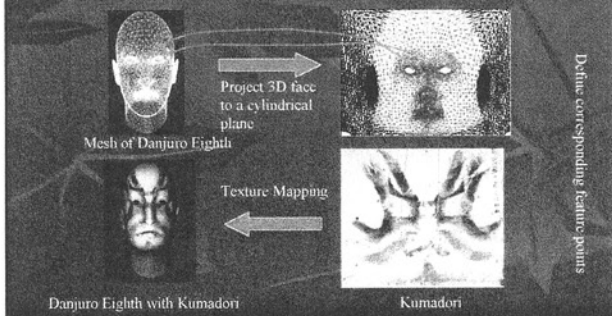 Project 3D face
to a cylindrical
plane
Mesh of Danjuro Eighth
Define corresponding feature points
Texture Mapping
Danjuro Eighth with Kumadori
Kumadori